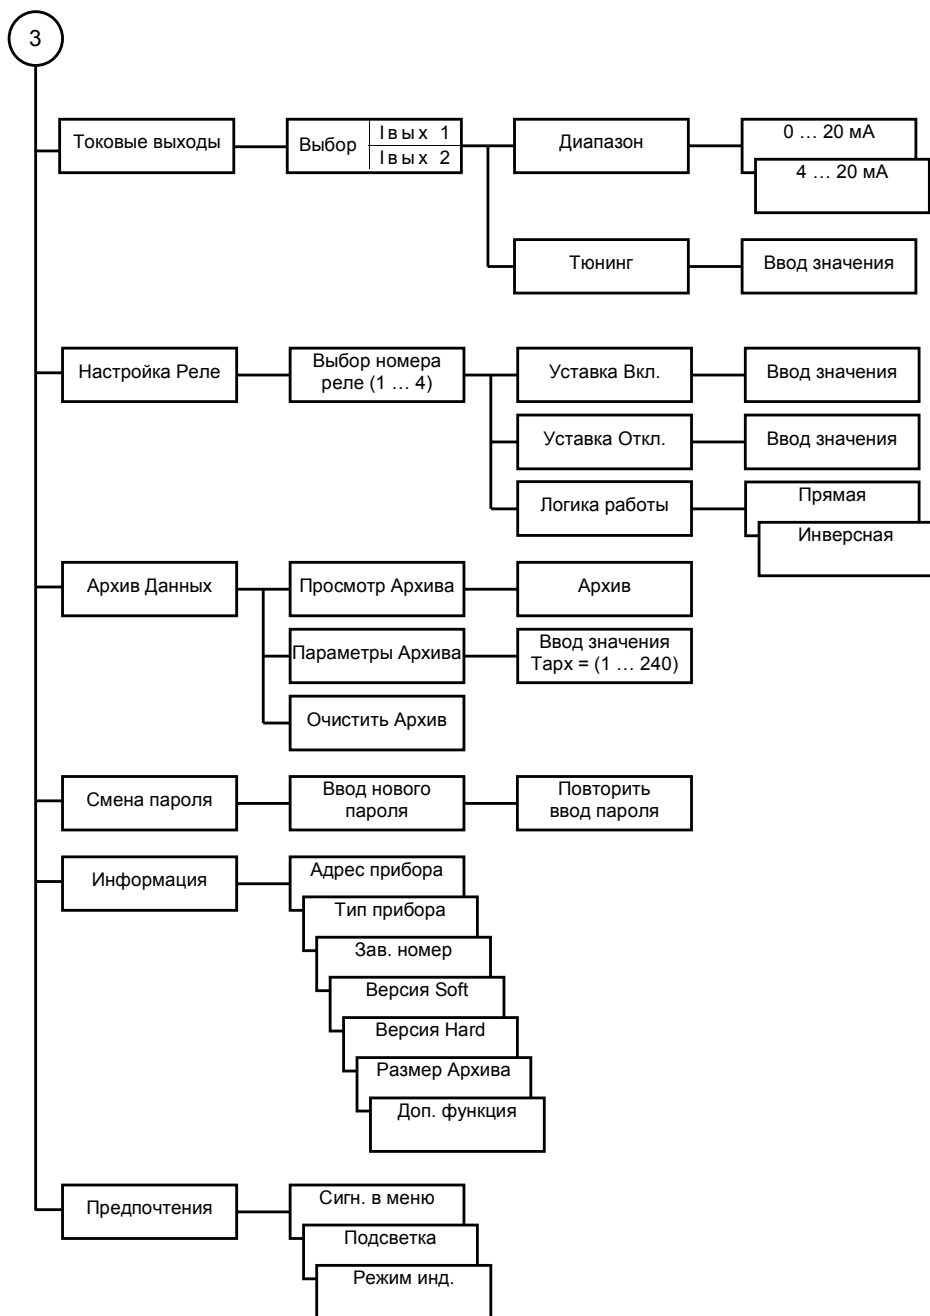 3
Токовые выходы
Выбор
Iвых 1
Iвых 2
Диапазон
0 ... 20 мА
4 ... 20 мА
Тюнинг
Ввод значения
Настройка Реле
Выбор номера
реле (1 ... 4)
Уставка Вкл.
Ввод значения
Уставка Откл.
Ввод значения
Логика работы
Прямая
Инверсная
Архив Данных
Просмотр Архива
Архив
Параметры Архива
Ввод значения
Тарх = (1 ... 240)
Очистить Архив
Смена пароля
Ввод нового
пароля
Повторить
ввод пароля
Информация
Адрес прибора
Тип прибора
Зав. номер
Версия Soft
Версия Hard
Размер Архива
Доп. функция
Предпочтения
Сигн. в меню
Подсветка
Режим инд.